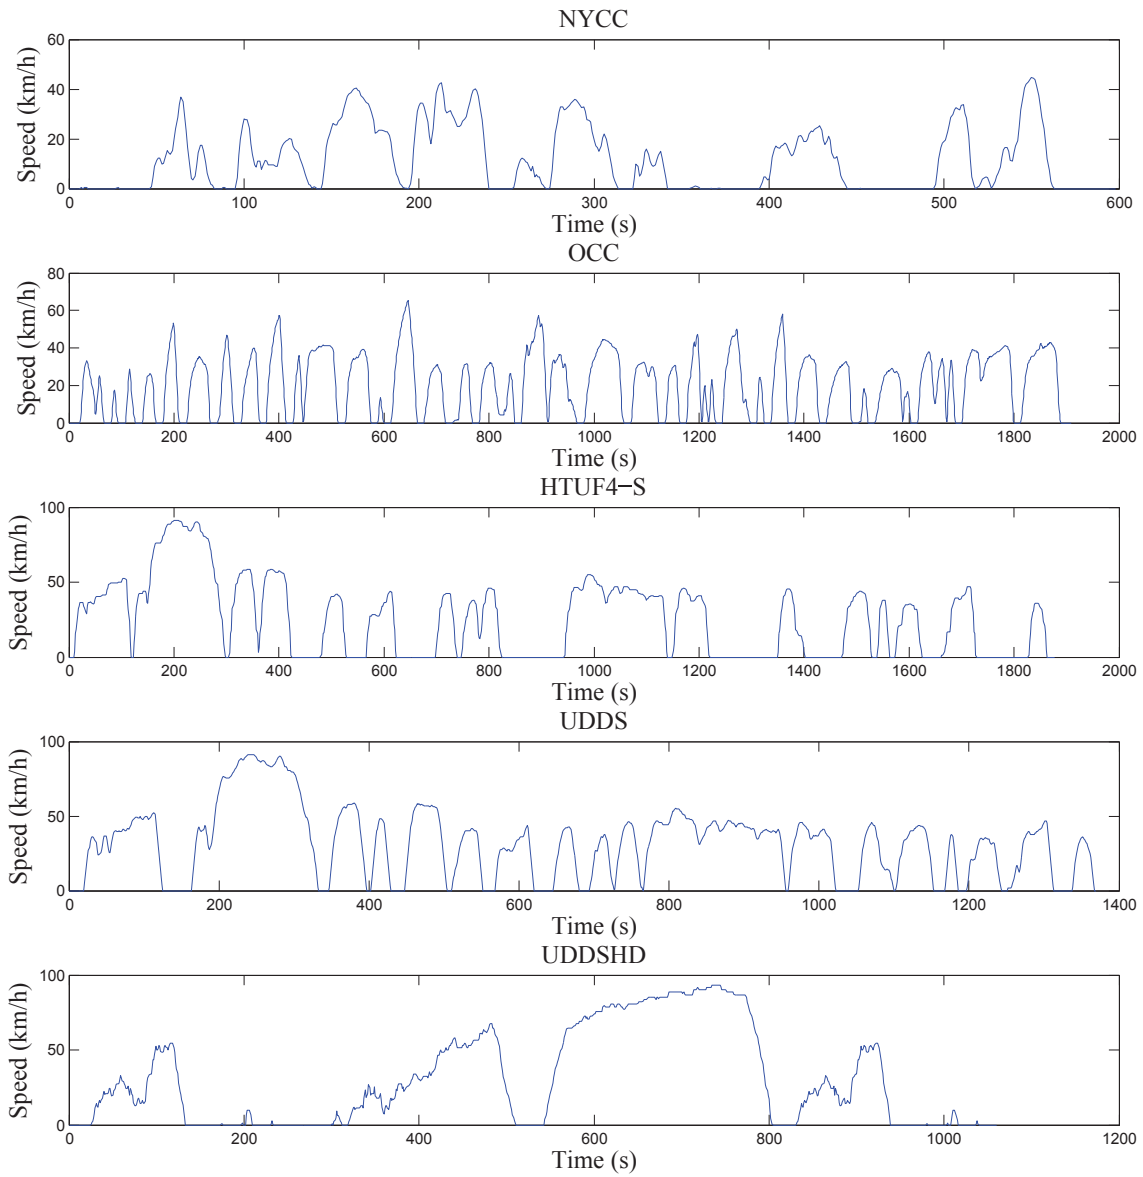 NYCC
60
40
20
0
Speed (km/h)
100 200 300 400 500 600
Time (s)
OCC
80
60
40
20
0
Speed (km/h)
0 200 400 600 800 1000 1200 1400 1600 1800 2000
Time (s)
HTUF4−S
100
50
0
Speed (km/h)
0 200 400 600 800 1000 1200 1400 1600 1800 2000
Time (s)
UDDS
100
50
0
Speed (km/h)
0 200 400 600 800 1000 1200 1400
Time (s)
UDDSHD
100
50
0
Speed (km/h)
0 200 400 600 800 1000 1200
Time (s)